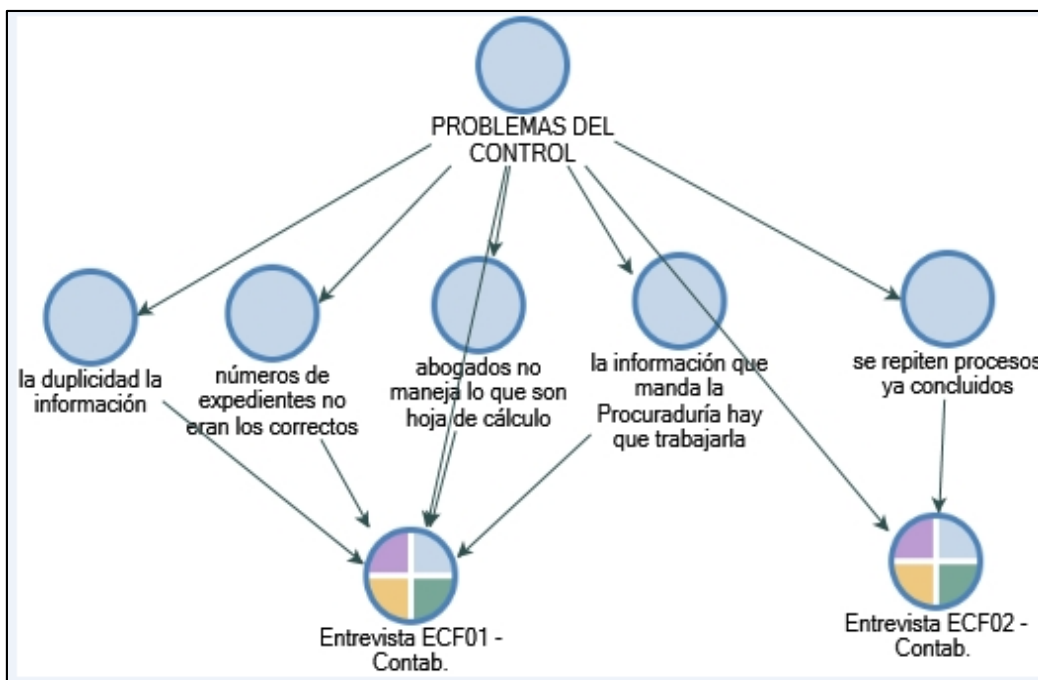 PROBLEMAS DEL
CONTROL
la duplicidad la
información
números de
expedientes no
eran los correctos
abogados no
maneja lo que son
hoja de cálculo
la información que
manda la
Procuraduría hay
que trabajarla
se repiten procesos
ya concluidos
Entrevista ECF01 -
Contab.
Entrevista ECF02 -
Contab.